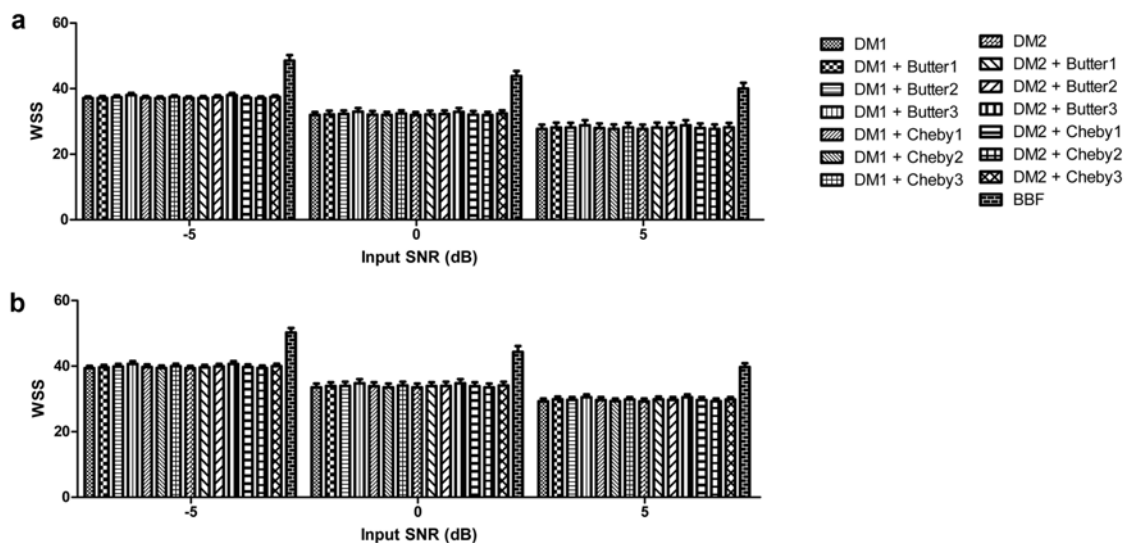 a
60
40
20
0
WSS
-5
0
5
Input SNR (dB)
DM1
DM1 + Butter1
DM1 + Butter2
DM1 + Butter3
DM1 + Cheby1
DM1 + Cheby2
DM1 + Cheby3
DM2
DM2 + Butter1
DM2 + Butter2
DM2 + Butter3
DM2 + Cheby1
DM2 + Cheby2
DM2 + Cheby3
BBF
b
60
40
20
0
WSS
-5
0
5
Input SNR (dB)